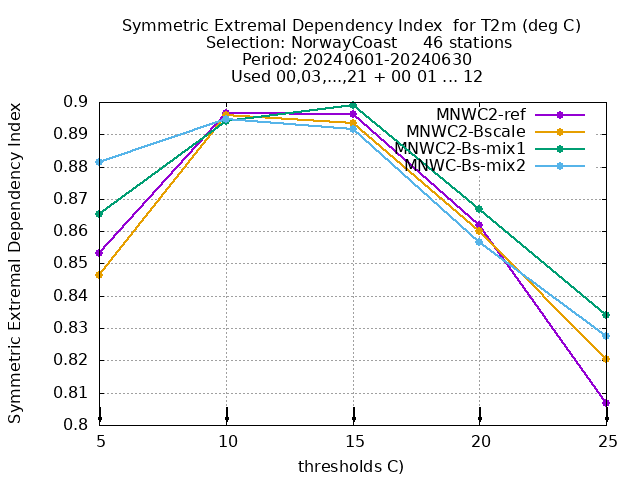 Symmetric Extremal Dependency Index  for T2m (deg C)
Selection: NorwayCoast     46 stations
Period: 20240601-20240630
Used 00,03,...,21 + 00 01 ... 12
Symmetric Extremal Dependency Index
0.9
0.89
0.88
0.87
0.86
0.85
0.84
0.83
0.82
0.81
0.8
MNWC2-ref
MNWC2-Bscale
MNWC2-Bs-mix1
MNWC-Bs-mix2
5
10
15
20
25
thresholds C)